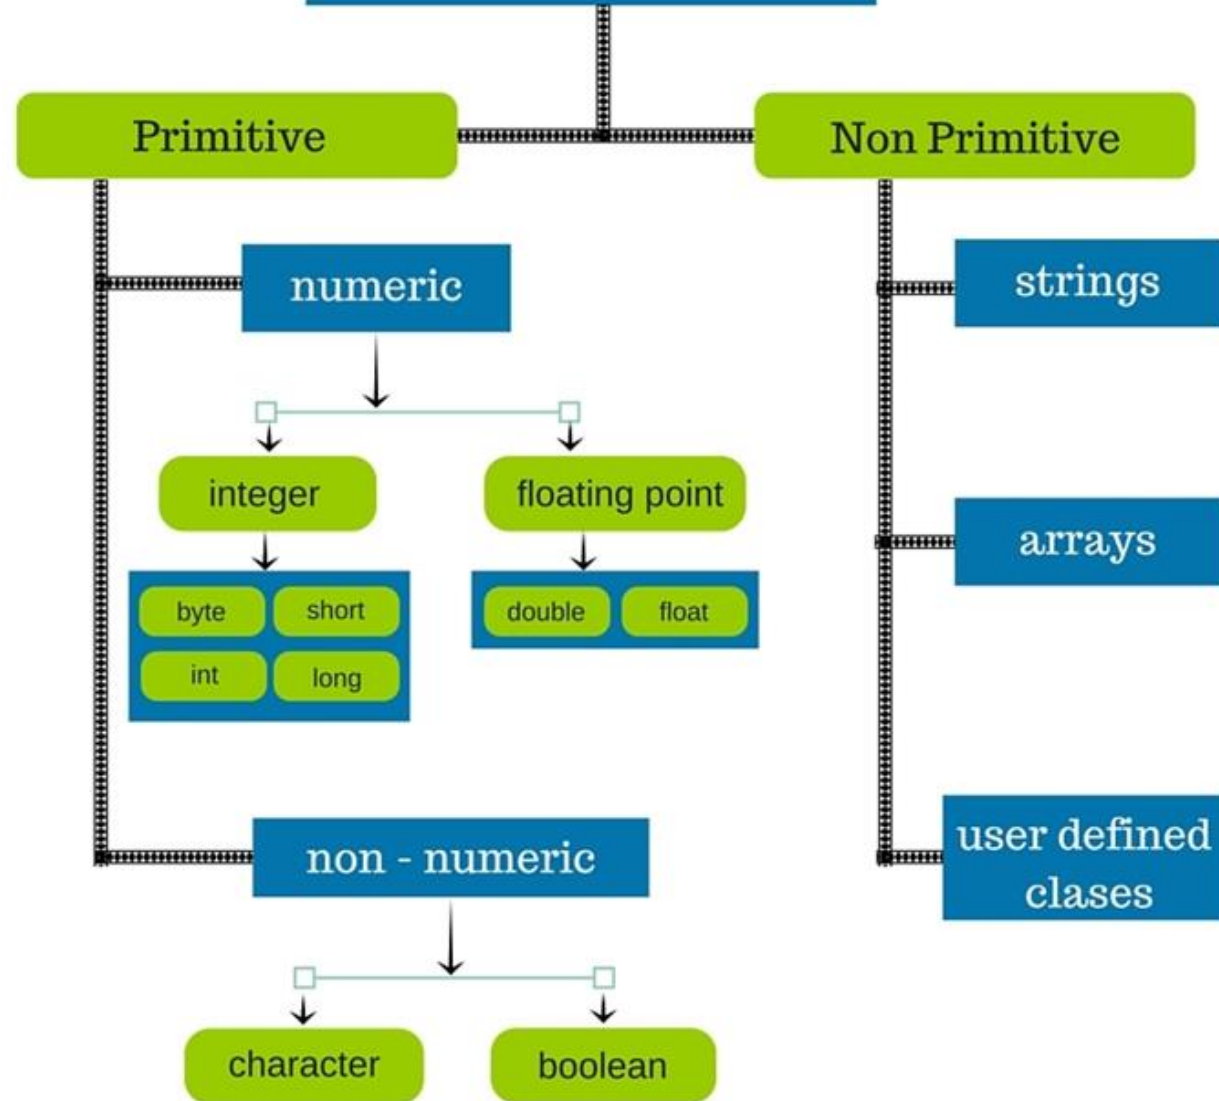 Primitive
Non Primitive
numeric
strings
integer
floating point
arrays
byte
short
double
float
int
long
non - numeric
user defined
clases
character
boolean